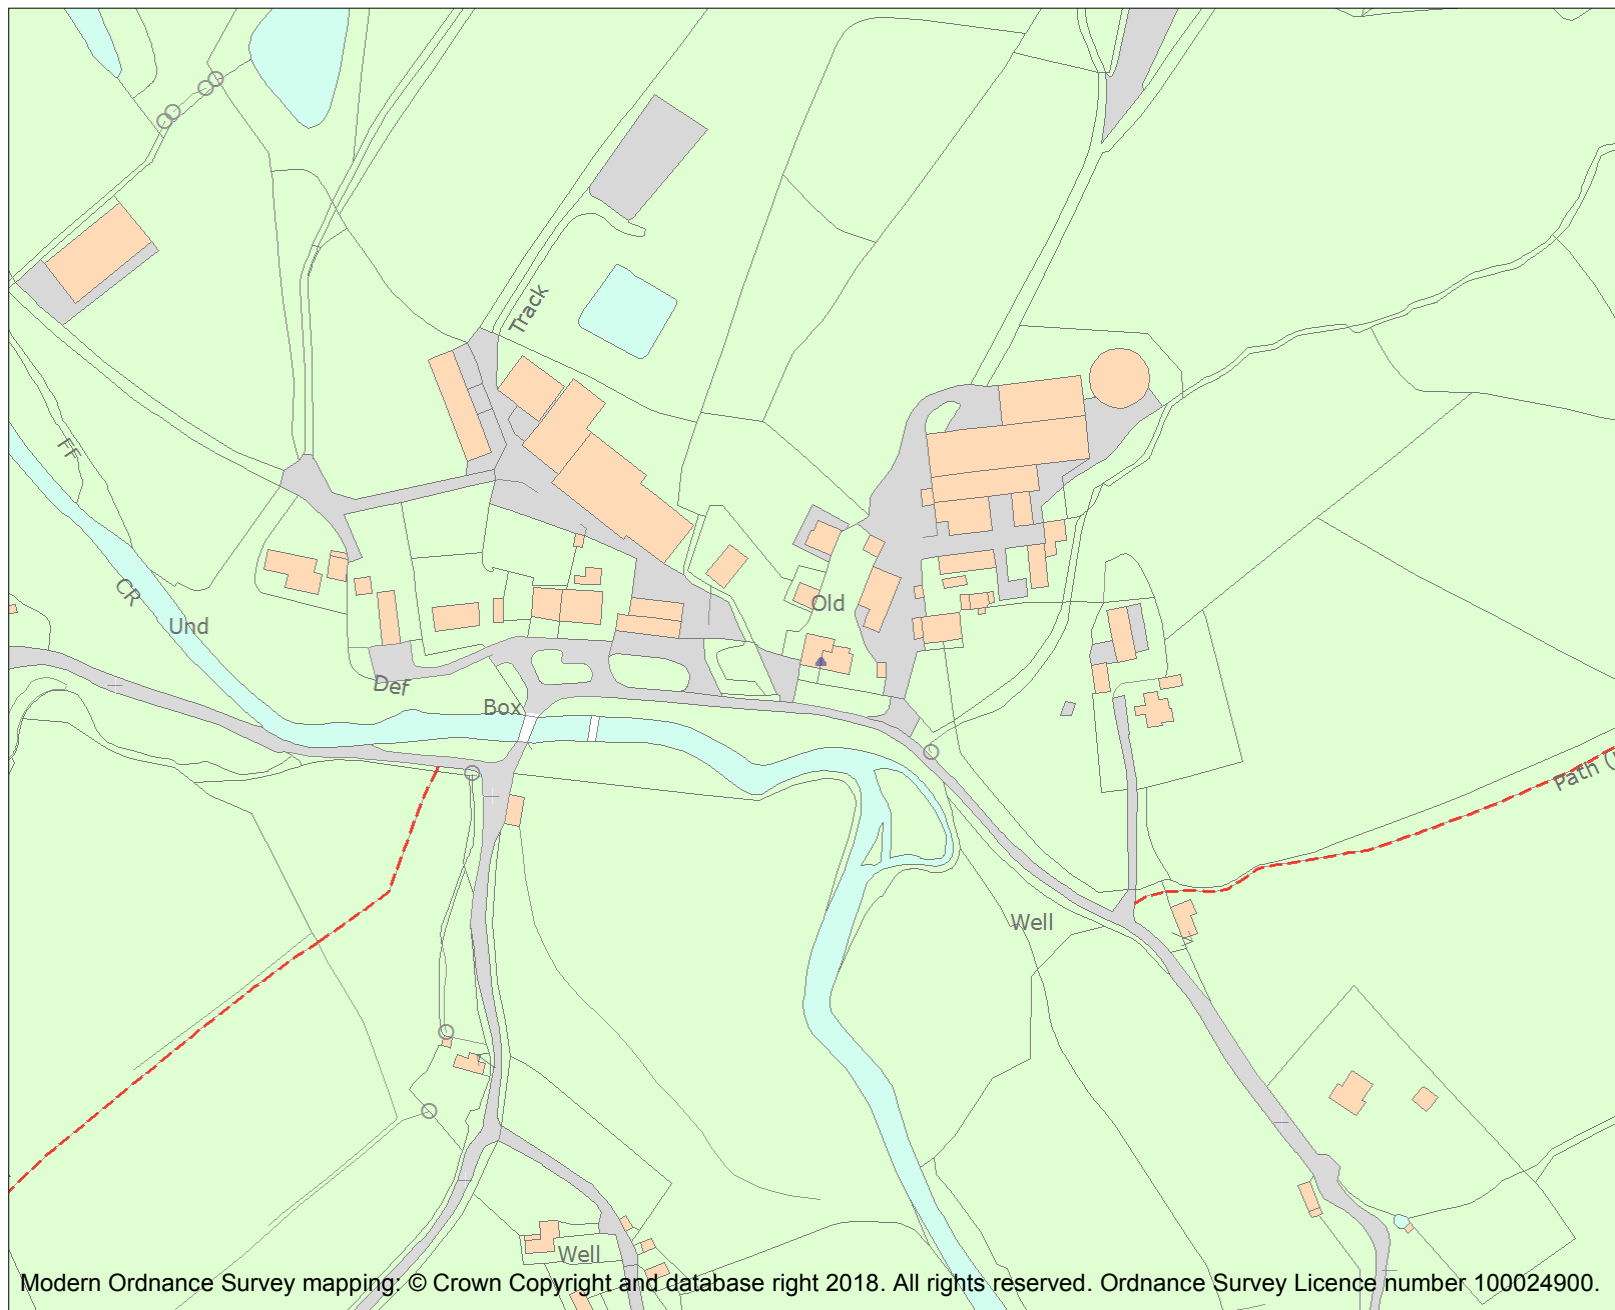 Track
FF
Old
CR
Und
Def
Box
Path (
Well
Well
Modern Ordnance Survey mapping: © Crown Copyright and database right 2018. All rights reserved. Ordnance Survey Licence number 100024900.